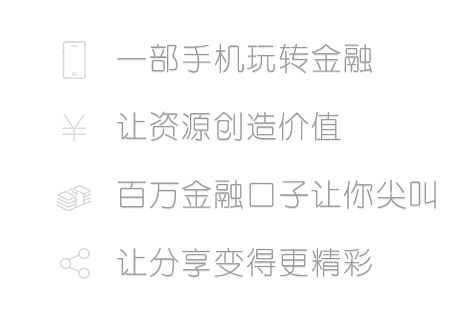 一部手机玩转金融
让资源创造价值
百万金融口子让你尖叫
让分享变得更精彩